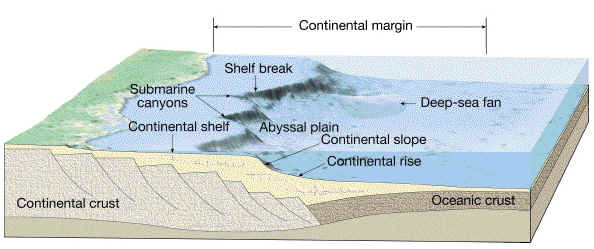 Continental margin
Shelf break
Submarine
canyons
Deep-sea fan
Continental shelf
Abyssal plain
Continental slope
Continental rise
Continental crust
Oceanic crust